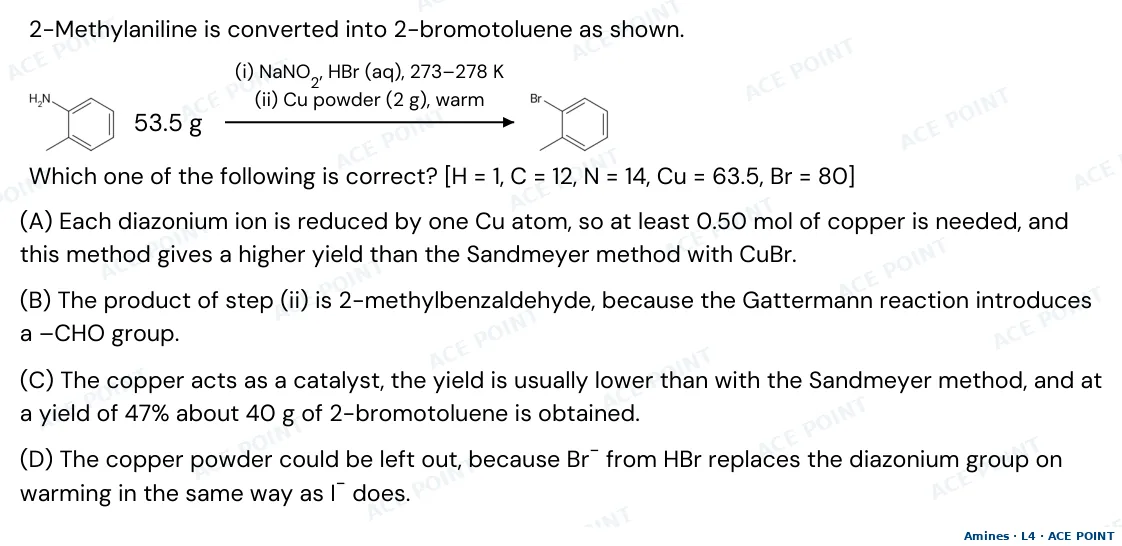 2-Methylaniline is converted into 2-bromotoluene as shown.
(i) NaNO₂, HBr (aq), 273–278 K
(ii) Cu powder (2 g), warm
H₂N
53.5 g
Br
Which one of the following is correct? [H = 1, C = 12, N = 14, Cu = 63.5, Br = 80]
(A) Each diazonium ion is reduced by one Cu atom, so at least 0.50 mol of copper is needed, and
this method gives a higher yield than the Sandmeyer method with CuBr.
(B) The product of step (ii) is 2-methylbenzaldehyde, because the Gattermann reaction introduces
a –CHO group.
(C) The copper acts as a catalyst, the yield is usually lower than with the Sandmeyer method, and at
a yield of 47% about 40 g of 2-bromotoluene is obtained.
(D) The copper powder could be left out, because Br⁻ from HBr replaces the diazonium group on
warming in the same way as I⁻ does.
Amines · L4 · ACE POINT